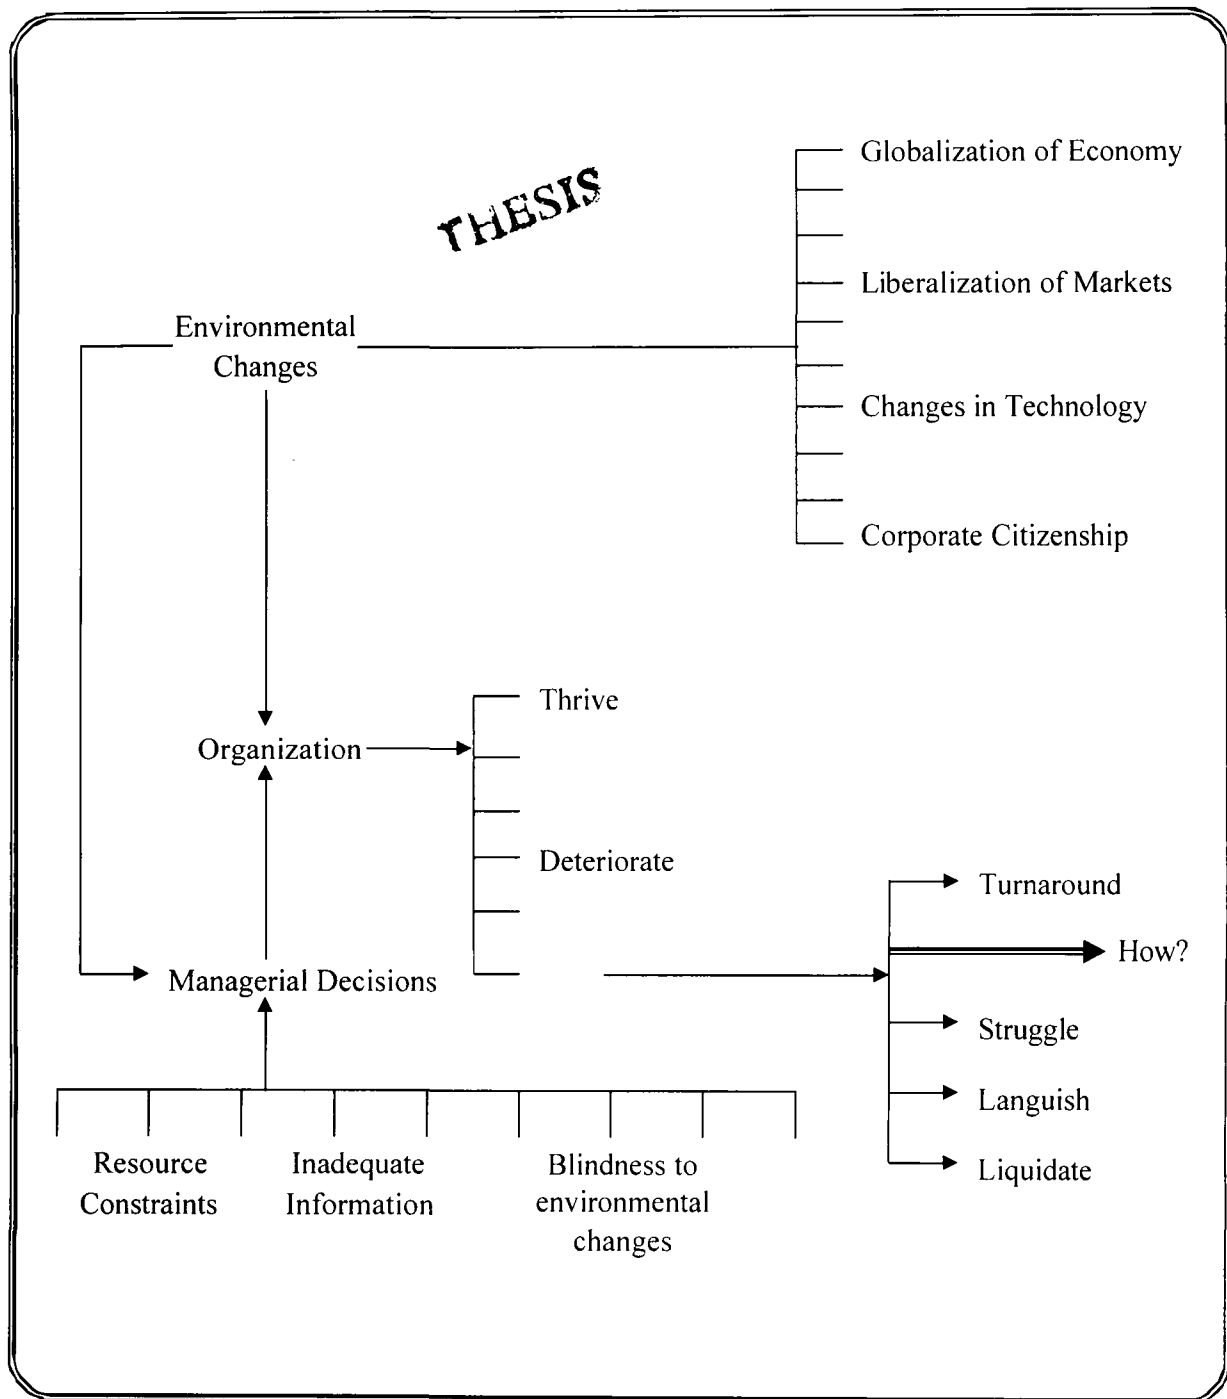 THESIS
Globalization of Economy
Liberalization of Markets
Environmental
Changes
Changes in Technology
Corporate Citizenship
Thrive
Organization
Deteriorate
Turnaround
How?
Managerial Decisions
Struggle
Languish
Liquidate
Resource
Constraints
Inadequate
Information
Blindness to
environmental
changes